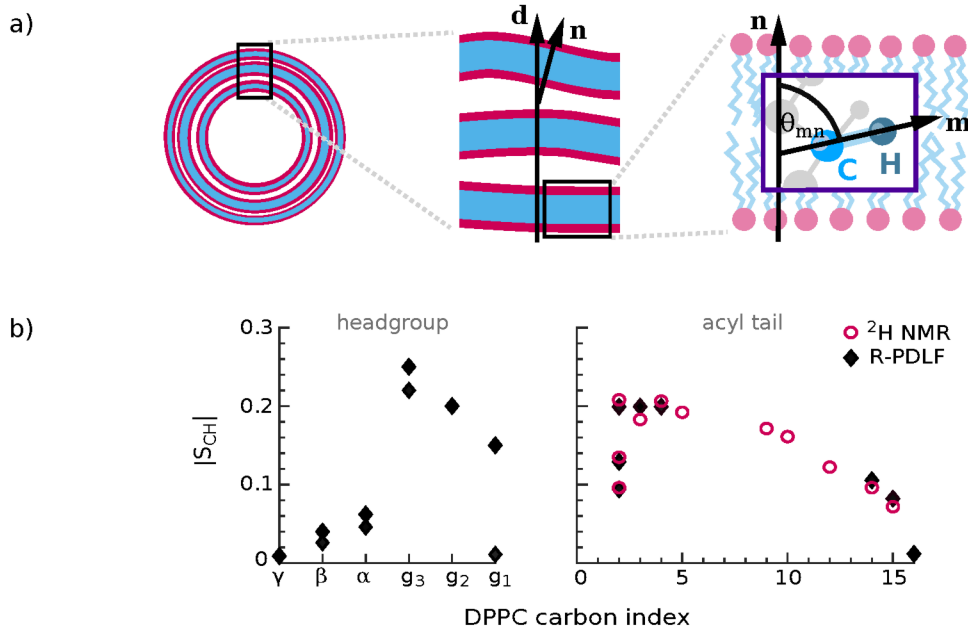 a)
d
n
n
θmn
m
C
H
b)
headgroup
acyl tail
²H NMR
R-PDLF
|SCH|
0.3
0.2
0.1
0
γ β α g₃ g₂ g₁
0 5 10 15
DPPC carbon index